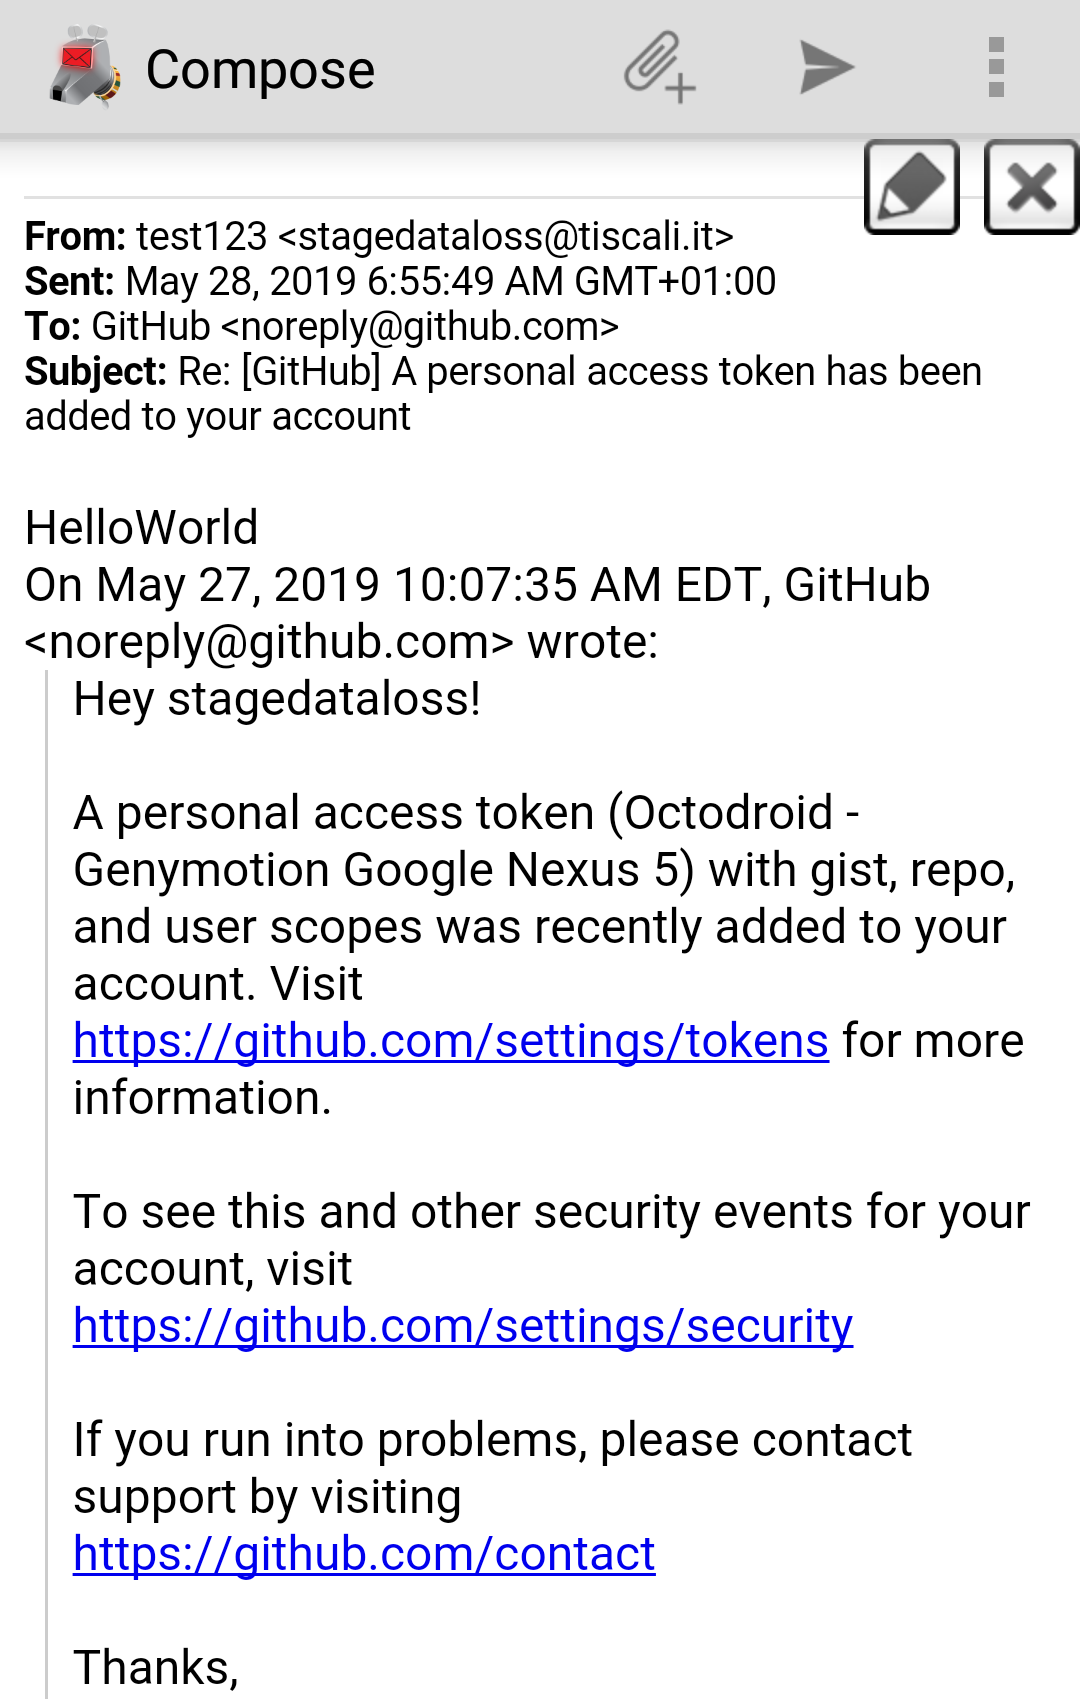 Compose
From: test123 <stagedataloss@tiscali.it>
Sent: May 28, 2019 6:55:49 AM GMT+01:00
To: GitHub <noreply@github.com>
Subject: Re: [GitHub] A personal access token has been
added to your account
HelloWorld
On May 27, 2019 10:07:35 AM EDT, GitHub
<noreply@github.com> wrote:
Hey stagedataloss!
A personal access token (Octodroid -
Genymotion Google Nexus 5) with gist, repo,
and user scopes was recently added to your
account. Visit
https://github.com/settings/tokens for more
information.
To see this and other security events for your
account, visit
https://github.com/settings/security
If you run into problems, please contact
support by visiting
https://github.com/contact
Thanks,